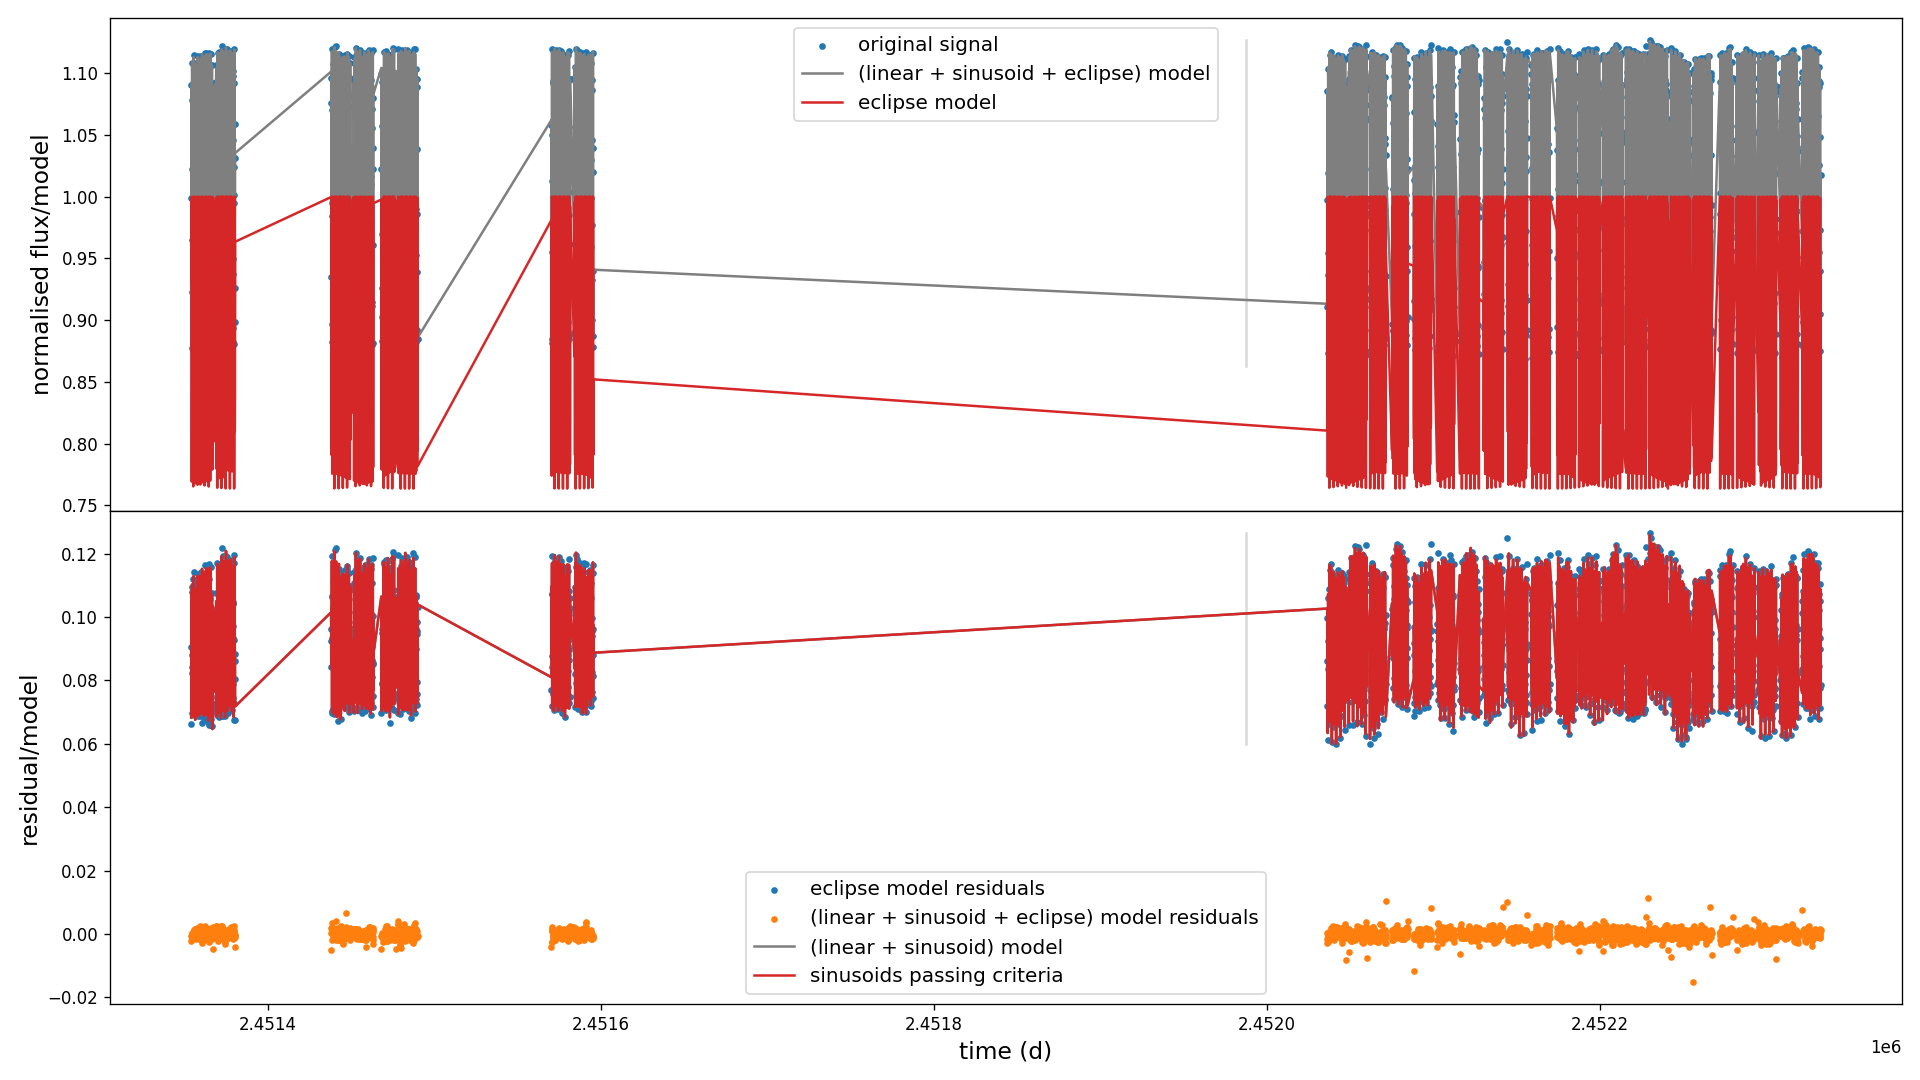 original signal
(linear + sinusoid + eclipse) model
eclipse model
normalised flux/model
1.10
1.05
1.00
0.95
0.90
0.85
0.80
0.75
residual/model
0.12
0.10
0.08
0.06
0.04
0.02
0.00
−0.02
eclipse model residuals
(linear + sinusoid + eclipse) model residuals
(linear + sinusoid) model
sinusoids passing criteria
2.4514
2.4516
2.4518
2.4520
2.4522
1e6
time (d)